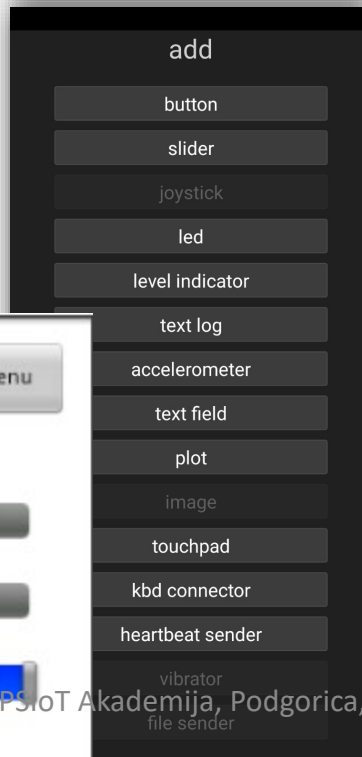 add
button
slider
joystick
led
level indicator
text log
enu
accelerometer
text field
plot
image
touchpad
kbd connector
heartbeat sender
vibrator
PSIoT Akademija, Podgorica,
file sender